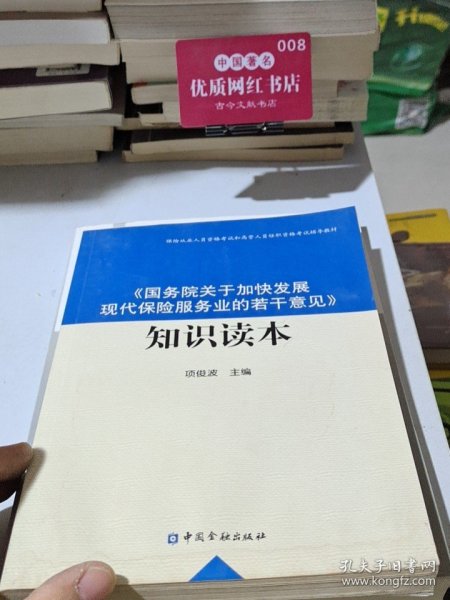 008
中国著名
优质网红书店
古今文献书店
保险从业人员资格考试和高管人员任职资格考试辅导教材
《国务院关于加快发展
现代保险服务业的若干意见》
知识读本
项俊波 主编
中国金融出版社
孔夫子旧书网
www.kongfz.com